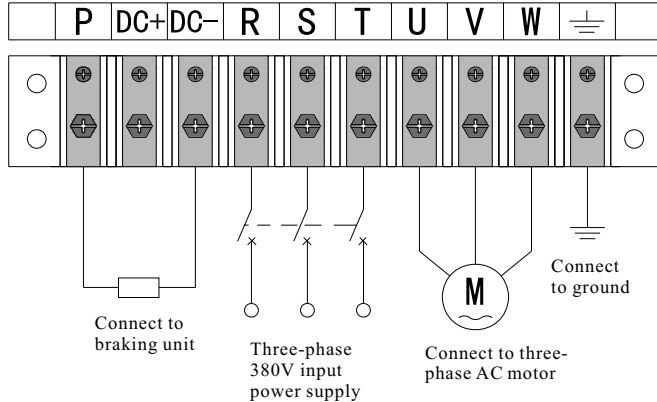 P DC+ DC- R S T U V W
M
Connect to
braking unit
Three-phase
380V input
power supply
Connect to three-
phase AC motor
Connect
to ground